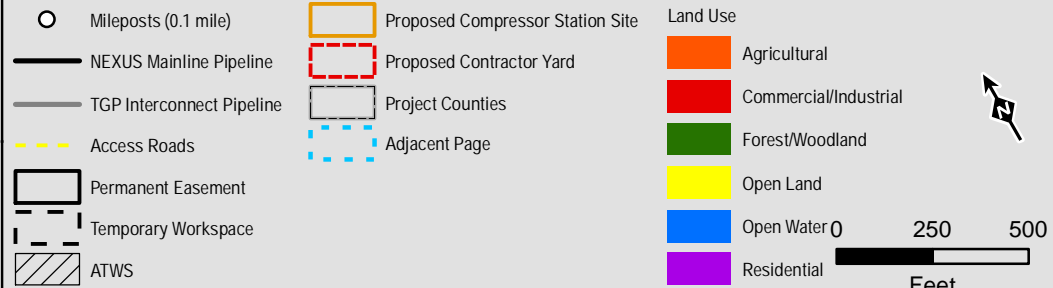 Mileposts (0.1 mile)
NEXUS Mainline Pipeline
TGP Interconnect Pipeline
Access Roads
Permanent Easement
Temporary Workspace
ATWS
Proposed Compressor Station Site
Proposed Contractor Yard
Project Counties
Adjacent Page
Land Use
Agricultural
Commercial/Industrial
Forest/Woodland
Open Land
Open Water
Residential
N
0 250 500
Feet